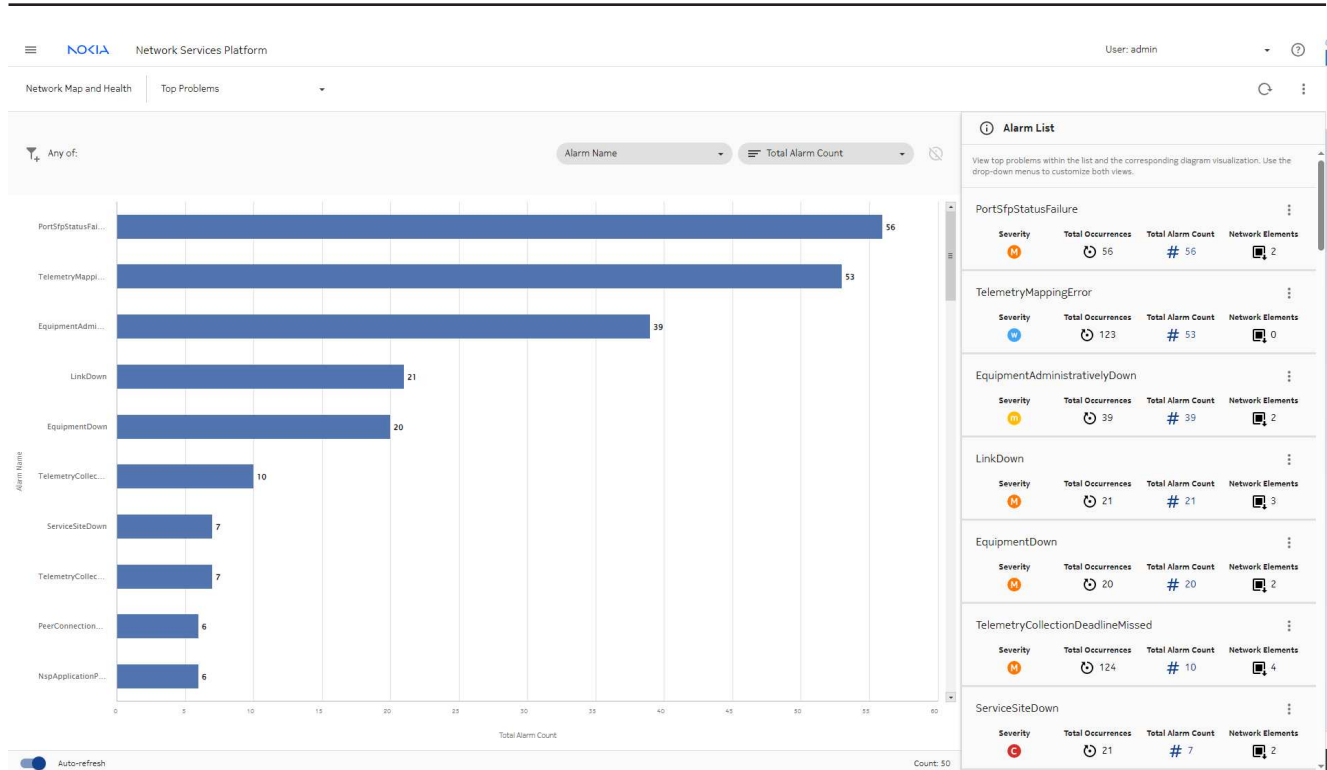 NOKIA Network Services Platform
User: admin
Network Map and Health Top Problems
Any of:
Alarm Name
Total Alarm Count
PortSfpStatusFai...
56
TelemetryMappi...
53
EquipmentAdmi...
39
LinkDown
21
EquipmentDown
20
TelemetryCollec...
10
ServiceSiteDown
7
TelemetryCollec...
7
PeerConnection...
6
NspApplicationP...
6
Alarm Name
0 5 10 15 20 25 30 35 40 45 50 55 60
Total Alarm Count
Auto-refresh
Count: 50
Alarm List
View top problems within the list and the corresponding diagram visualization. Use the
drop-down menus to customize both views.
PortSfpStatusFailure
Severity Total Occurrences Total Alarm Count Network Elements
M 56 # 56 2
TelemetryMappingError
Severity Total Occurrences Total Alarm Count Network Elements
W 123 # 53 0
EquipmentAdministrativelyDown
Severity Total Occurrences Total Alarm Count Network Elements
m 39 # 39 2
LinkDown
Severity Total Occurrences Total Alarm Count Network Elements
M 21 # 21 3
EquipmentDown
Severity Total Occurrences Total Alarm Count Network Elements
M 20 # 20 2
TelemetryCollectionDeadlineMissed
Severity Total Occurrences Total Alarm Count Network Elements
M 124 # 10 4
ServiceSiteDown
Severity Total Occurrences Total Alarm Count Network Elements
C 21 # 7 2